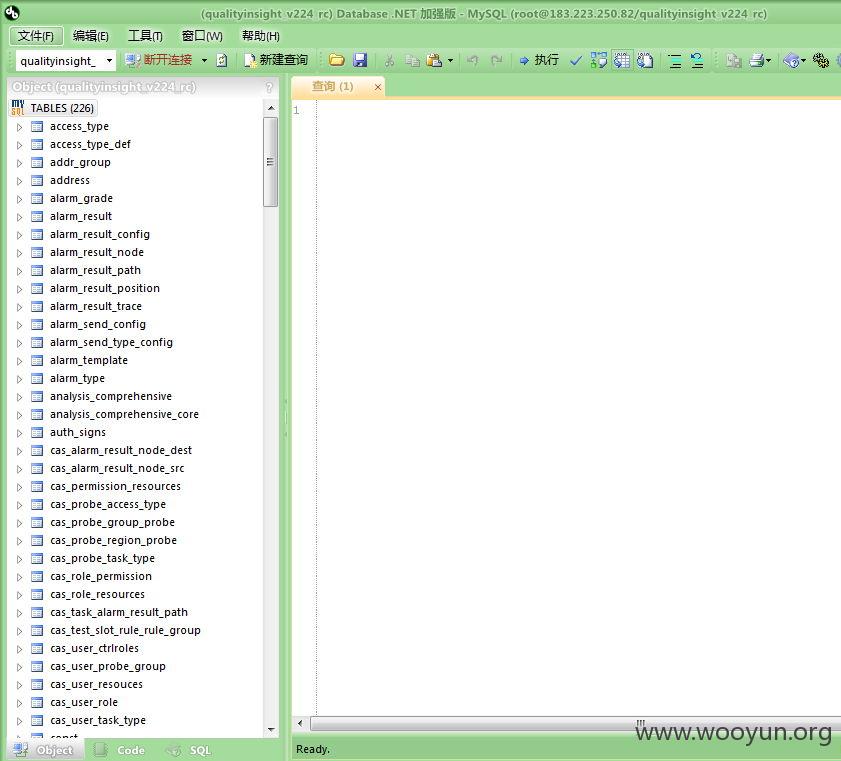 (qualityinsight_v224_rc) Database .NET 加强版 - MySQL (root@183.223.250.82/qualityinsight_v224_rc)
文件(F) 编辑(E) 工具(T) 窗口(W) 帮助(H)
qualityinsight_ 断开连接 新建查询 执行
Object (qualityinsight_v224_rc) ?
查询 (1) ×
MySQL TABLES (226)
1
access_type
access_type_def
addr_group
address
alarm_grade
alarm_result
alarm_result_config
alarm_result_node
alarm_result_path
alarm_result_position
alarm_result_trace
alarm_send_config
alarm_send_type_config
alarm_template
alarm_type
analysis_comprehensive
analysis_comprehensive_core
auth_signs
cas_alarm_result_node_dest
cas_alarm_result_node_src
cas_permission_resources
cas_probe_access_type
cas_probe_group_probe
cas_probe_region_probe
cas_probe_task_type
cas_role_permission
cas_role_resources
cas_task_alarm_result_path
cas_test_slot_rule_rule_group
cas_user_ctrlroles
cas_user_probe_group
cas_user_resouces
cas_user_role
cas_user_task_type
const
www.wooyun.org
Object Code SQL
Ready.